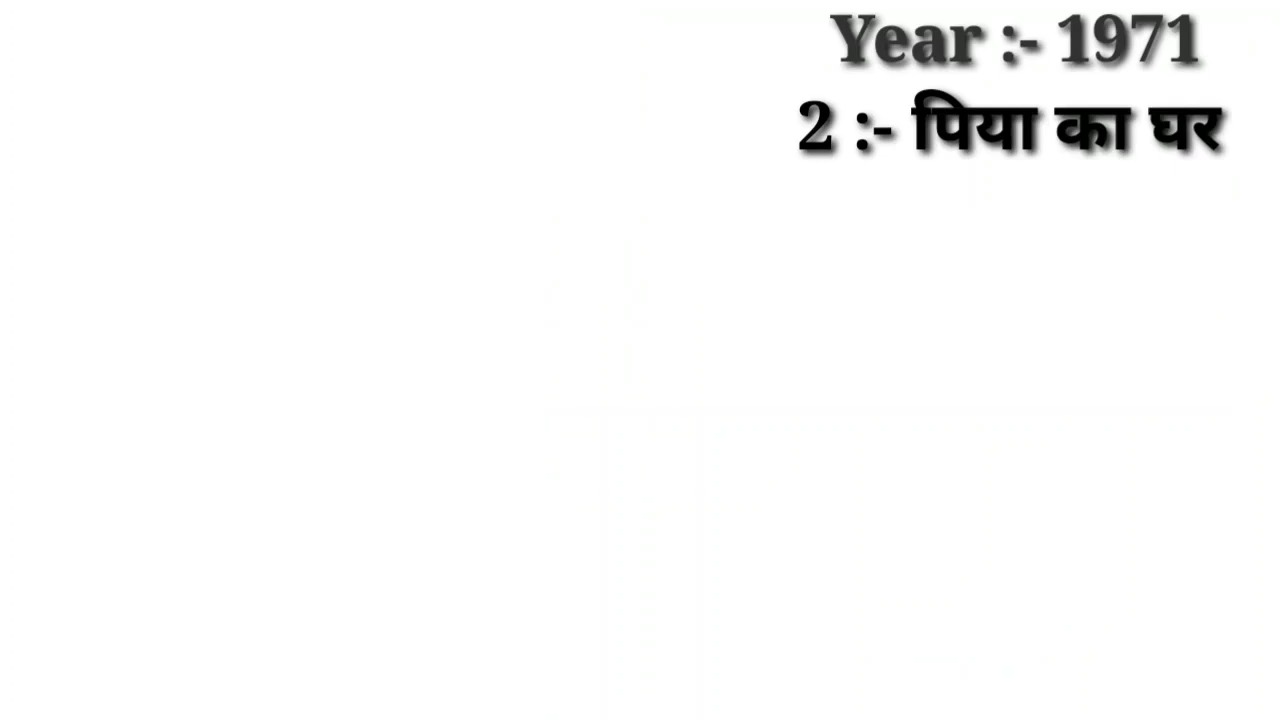 Year :- 1971
2 :- पिया का घर